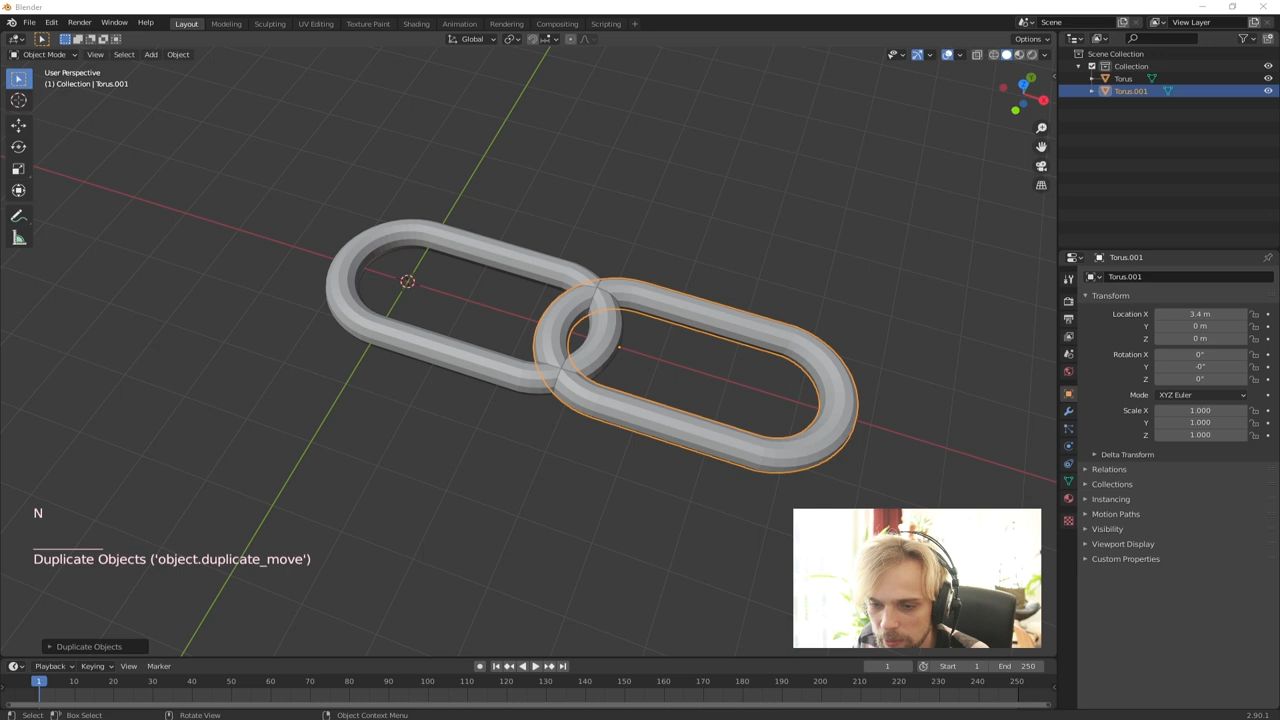 Blender
File Edit Render Window Help
Layout Modeling Sculpting UV Editing Texture Paint Shading Animation Rendering Compositing Scripting +
Scene
View Layer
Global
Options
Object Mode View Select Add Object
User Perspective
(1) Collection | Torus.001
Scene Collection
Collection
Torus
Torus.001
Torus.001
Torus.001
Transform
Location X 3.4 m
Y 0 m
Z 0 m
Rotation X 0°
Y -0°
Z 0°
Mode XYZ Euler
Scale X 1.000
Y 1.000
Z 1.000
Delta Transform
Relations
Collections
Instancing
Motion Paths
Visibility
Viewport Display
Custom Properties
N
Duplicate Objects ('object.duplicate_move')
Duplicate Objects
Playback Keying View Marker
1
Start 1 End 250
1 10 20 30 40 50 60 70 80 90 100 110 120 130 140 150 160 170 180 190 200 210 220 230 240 250
Select Box Select Rotate View Object Context Menu
2.90.1